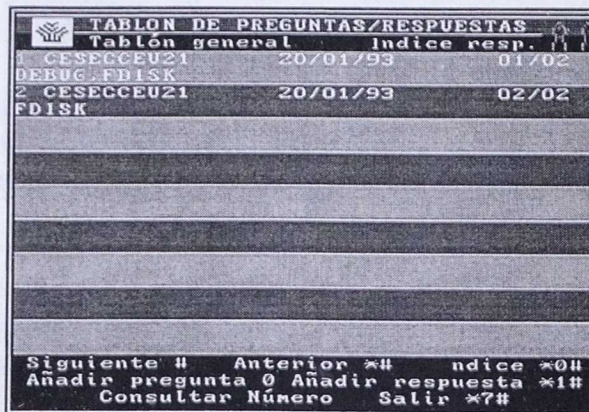 TABLON DE PREGUNTAS/RESPUESTAS
Tablón general Indice resp.
1 CESECCEU21 20/01/93 01/02
DEBUG,FDISK
2 CESECCEU21 20/01/93 02/02
FDISK
Siguiente # Anterior *# ndice *0#
Añadir pregunta 0 Añadir respuesta *1#
Consultar Número Salir *7#